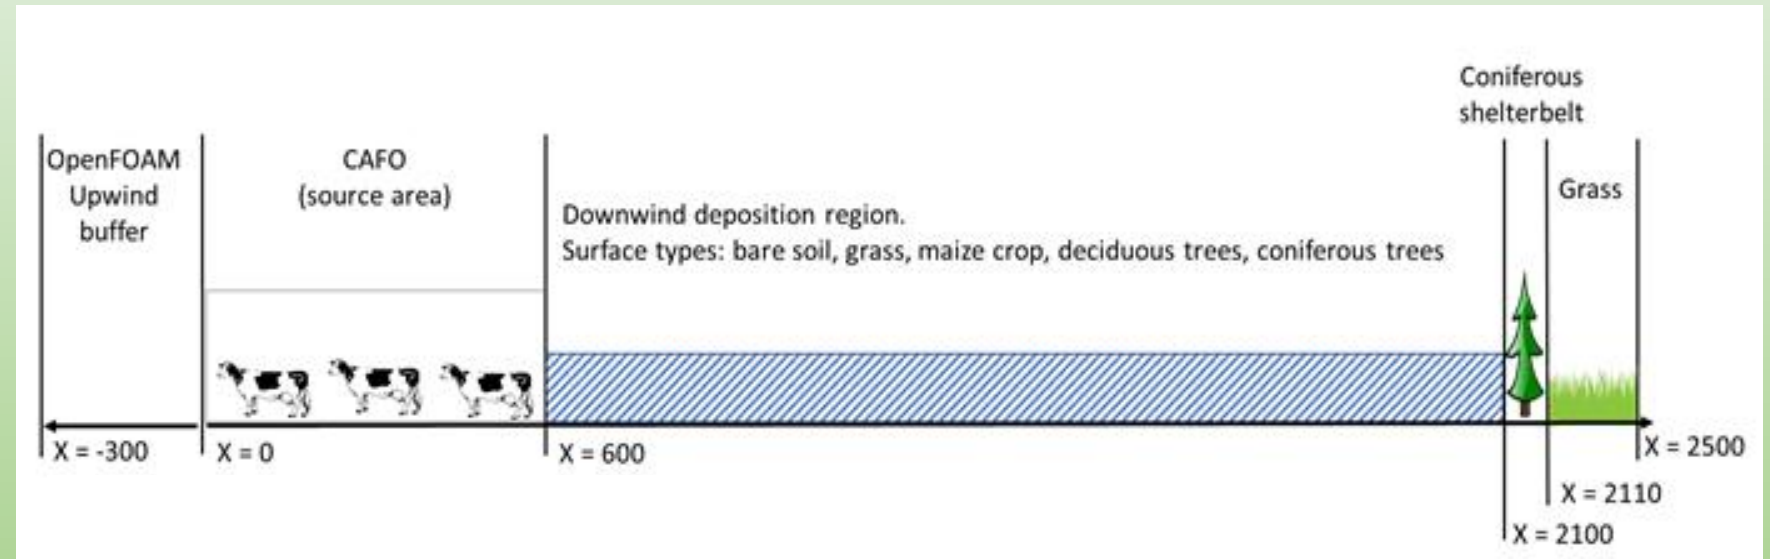 Coniferous
shelterbelt
OpenFOAM
Upwind
buffer
CAFO
(source area)
Grass
Downwind deposition region.
Surface types: bare soil, grass, maize crop, deciduous trees, coniferous trees
X = -300
X = 0
X = 600
X = 2500
X = 2110
X = 2100